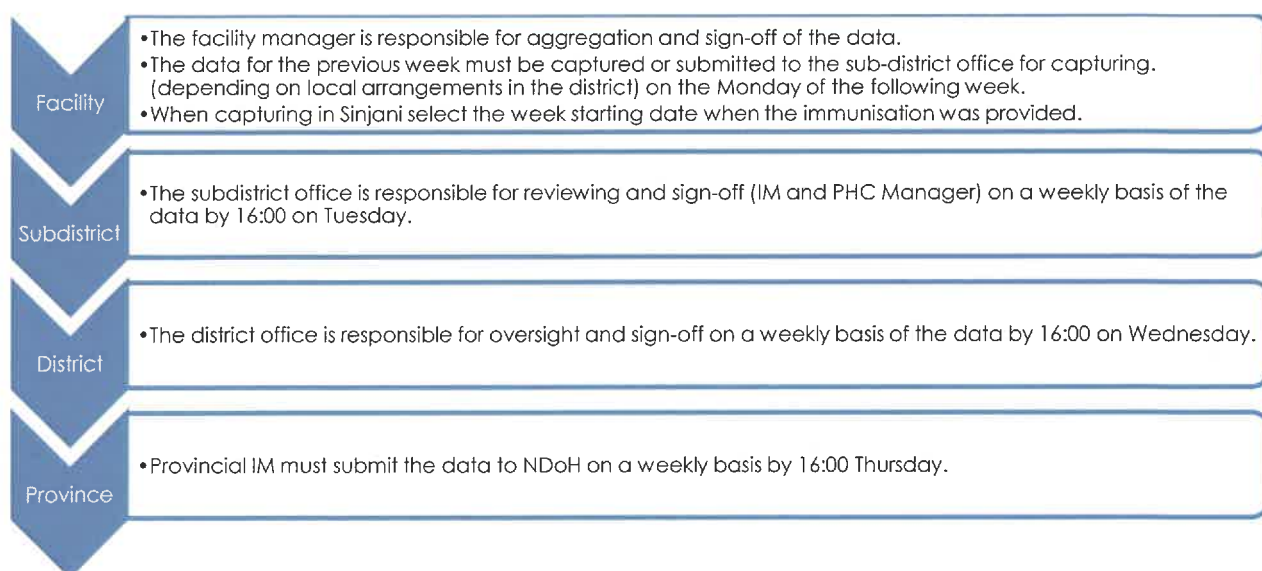 Facility
•The facility manager is responsible for aggregation and sign-off of the data.
•The data for the previous week must be captured or submitted to the sub-district office for capturing.
(depending on local arrangements in the district) on the Monday of the following week.
•When capturing in Sinjani select the week starting date when the immunisation was provided.
Subdistrict
•The subdistrict office is responsible for reviewing and sign-off (IM and PHC Manager) on a weekly basis of the
data by 16:00 on Tuesday.
District
•The district office is responsible for oversight and sign-off on a weekly basis of the data by 16:00 on Wednesday.
Province
•Provincial IM must submit the data to NDoH on a weekly basis by 16:00 Thursday.